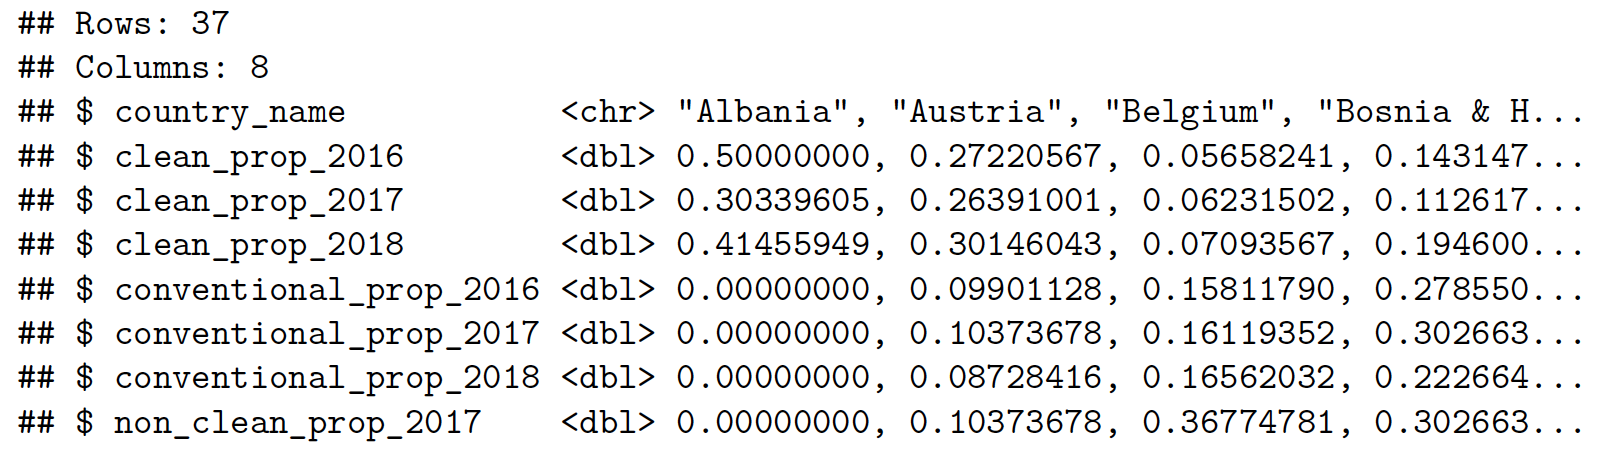 ## Rows: 37
## Columns: 8
## $ country_name           <chr> "Albania", "Austria", "Belgium", "Bosnia & H...
## $ clean_prop_2016        <dbl> 0.50000000, 0.27220567, 0.05658241, 0.143147...
## $ clean_prop_2017        <dbl> 0.30339605, 0.26391001, 0.06231502, 0.112617...
## $ clean_prop_2018        <dbl> 0.41455949, 0.30146043, 0.07093567, 0.194600...
## $ conventional_prop_2016 <dbl> 0.00000000, 0.09901128, 0.15811790, 0.278550...
## $ conventional_prop_2017 <dbl> 0.00000000, 0.10373678, 0.16119352, 0.302663...
## $ conventional_prop_2018 <dbl> 0.00000000, 0.08728416, 0.16562032, 0.222664...
## $ non_clean_prop_2017    <dbl> 0.00000000, 0.10373678, 0.36774781, 0.302663...